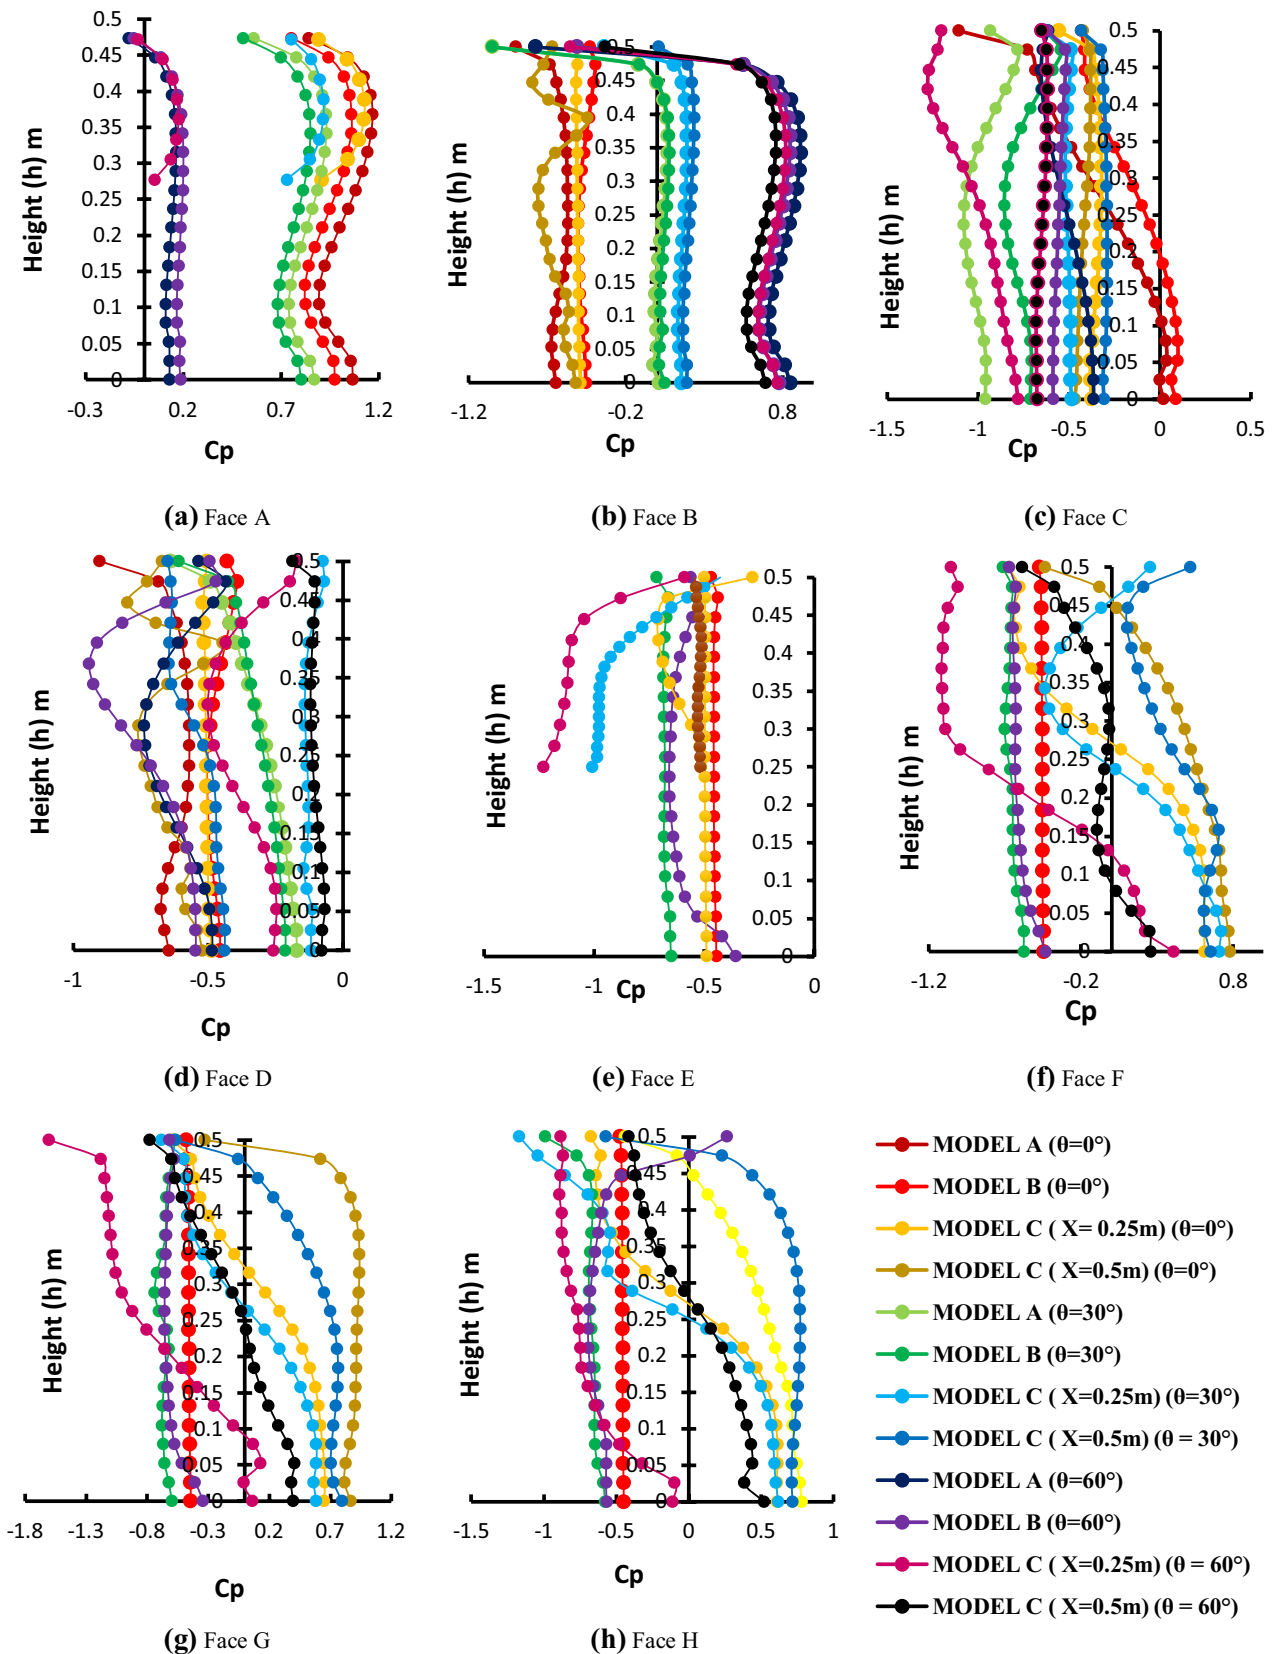 0.5
0.45
0.4
0.35
0.3
0.25
0.2
0.15
0.1
0.05
0
-0.3 0.2 0.7 1.2
Height (h) m
Cp
(a) Face A
0.5
0.45
0.4
0.35
0.3
0.25
0.2
0.15
0.1
0.05
0
-1.2 -0.2 0.8
Height (h) m
Cp
(b) Face B
0.5
0.45
0.4
0.35
0.3
0.25
0.2
0.15
0.1
0.05
0
-1.5 -1 -0.5 0 0.5
Height (h) m
Cp
(c) Face C
0.5
0.45
0.4
0.35
0.3
0.25
0.2
0.15
0.1
0.05
0
-1 -0.5 0
Height (h) m
Cp
(d) Face D
0.5
0.45
0.4
0.35
0.3
0.25
0.2
0.15
0.1
0.05
0
-1.5 -1 -0.5 0
Height (h) m
Cp
(e) Face E
0.5
0.45
0.4
0.35
0.3
0.25
0.2
0.15
0.1
0.05
0
-1.2 -0.2 0.8
Height (h) m
Cp
(f) Face F
0.5
0.45
0.4
0.35
0.3
0.25
0.2
0.15
0.1
0.05
0
-1.8 -1.3 -0.8 -0.3 0.2 0.7 1.2
Height (h) m
Cp
(g) Face G
0.5
0.45
0.4
0.35
0.3
0.25
0.2
0.15
0.1
0.05
0
-1.5 -1 -0.5 0 0.5 1
Height (h) m
Cp
(h) Face H
MODEL A (θ=0°)
MODEL B (θ=0°)
MODEL C ( X= 0.25m) (θ=0°)
MODEL C ( X=0.5m) (θ=0°)
MODEL A (θ=30°)
MODEL B (θ=30°)
MODEL C ( X=0.25m) (θ=30°)
MODEL C ( X=0.5m) (θ = 30°)
MODEL A (θ=60°)
MODEL B (θ=60°)
MODEL C ( X=0.25m) (θ = 60°)
MODEL C ( X=0.5m) (θ = 60°)